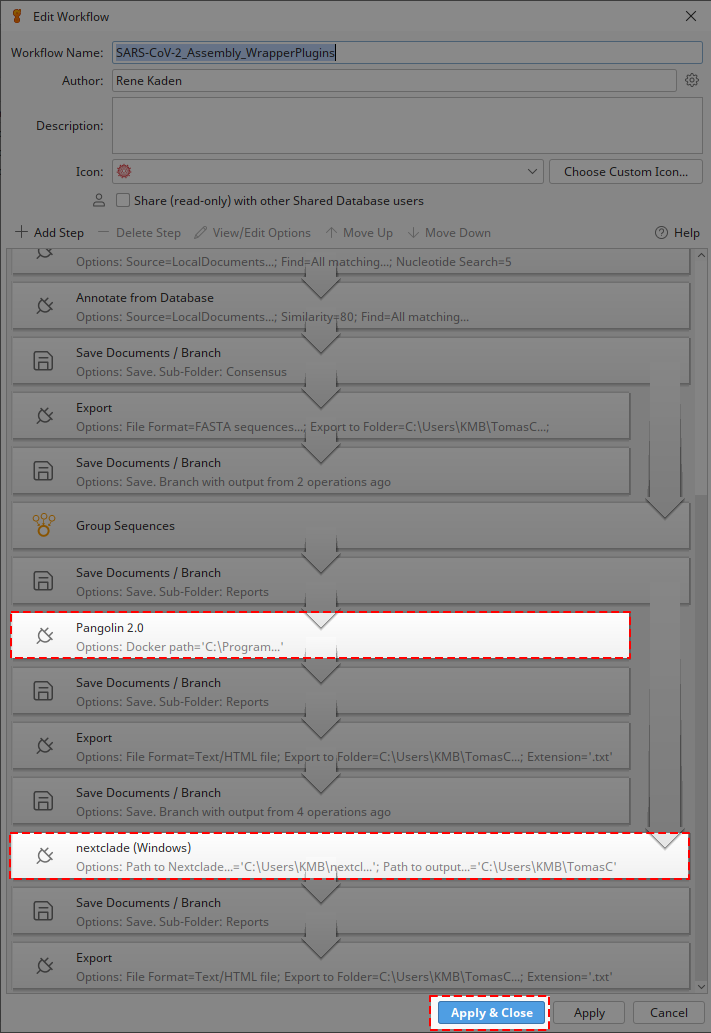 Edit Workflow
Workflow Name: SARS-CoV-2_Assembly_WrapperPlugins
Author: Rene Kaden
Description:
Icon: Choose Custom Icon...
Share (read-only) with other Shared Database users
Add Step Delete Step View/Edit Options Move Up Move Down Help
Options: Source=LocalDocuments...; Find=All matching...; Nucleotide Search=5
Annotate from Database
Options: Source=LocalDocuments...; Similarity=80; Find=All matching...
Save Documents / Branch
Options: Save. Sub-Folder: Consensus
Export
Options: File Format=FASTA sequences...; Export to Folder=C:\Users\KMB\TomasC...;
Save Documents / Branch
Options: Save. Branch with output from 2 operations ago
Group Sequences
Save Documents / Branch
Options: Save. Sub-Folder: Reports
Pangolin 2.0
Options: Docker path='C:\Program...'
Save Documents / Branch
Options: Save. Sub-Folder: Reports
Export
Options: File Format=Text/HTML file; Export to Folder=C:\Users\KMB\TomasC...; Extension='.txt'
Save Documents / Branch
Options: Save. Branch with output from 4 operations ago
nextclade (Windows)
Options: Path to Nextclade...='C:\Users\KMB\nextcl...'; Path to output...='C:\Users\KMB\TomasC'
Save Documents / Branch
Options: Save. Sub-Folder: Reports
Export
Options: File Format=Text/HTML file; Export to Folder=C:\Users\KMB\TomasC...; Extension='.txt'
Apply & Close Apply Cancel